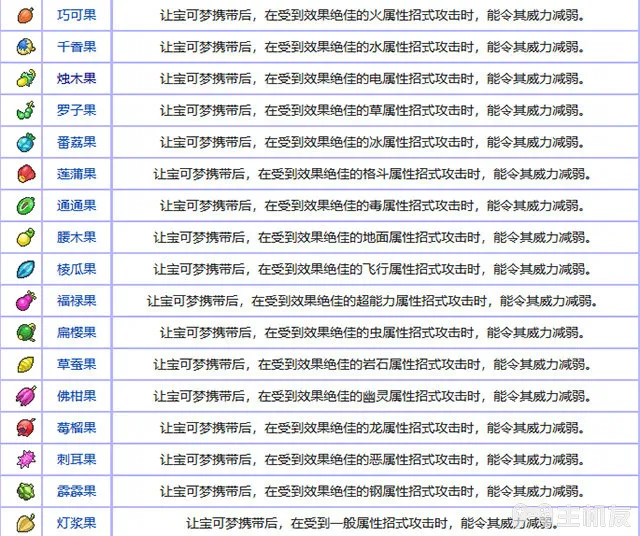 巧可果 让宝可梦携带后，在受到效果绝佳的火属性招式攻击时，能令其威力减弱。
千香果 让宝可梦携带后，在受到效果绝佳的水属性招式攻击时，能令其威力减弱。
烛木果 让宝可梦携带后，在受到效果绝佳的电属性招式攻击时，能令其威力减弱。
罗子果 让宝可梦携带后，在受到效果绝佳的草属性招式攻击时，能令其威力减弱。
番荔果 让宝可梦携带后，在受到效果绝佳的冰属性招式攻击时，能令其威力减弱。
莲蒲果 让宝可梦携带后，在受到效果绝佳的格斗属性招式攻击时，能令其威力减弱。
通通果 让宝可梦携带后，在受到效果绝佳的毒属性招式攻击时，能令其威力减弱。
腰木果 让宝可梦携带后，在受到效果绝佳的地面属性招式攻击时，能令其威力减弱。
棱瓜果 让宝可梦携带后，在受到效果绝佳的飞行属性招式攻击时，能令其威力减弱。
福禄果 让宝可梦携带后，在受到效果绝佳的超能力属性招式攻击时，能令其威力减弱。
扁樱果 让宝可梦携带后，在受到效果绝佳的虫属性招式攻击时，能令其威力减弱。
草蚕果 让宝可梦携带后，在受到效果绝佳的岩石属性招式攻击时，能令其威力减弱。
佛柑果 让宝可梦携带后，在受到效果绝佳的幽灵属性招式攻击时，能令其威力减弱。
莓榴果 让宝可梦携带后，在受到效果绝佳的龙属性招式攻击时，能令其威力减弱。
刺耳果 让宝可梦携带后，在受到效果绝佳的恶属性招式攻击时，能令其威力减弱。
霹霹果 让宝可梦携带后，在受到效果绝佳的钢属性招式攻击时，能令其威力减弱。
灯浆果 让宝可梦携带后，在受到一般属性招式攻击时，能令其威力减弱。
主机友